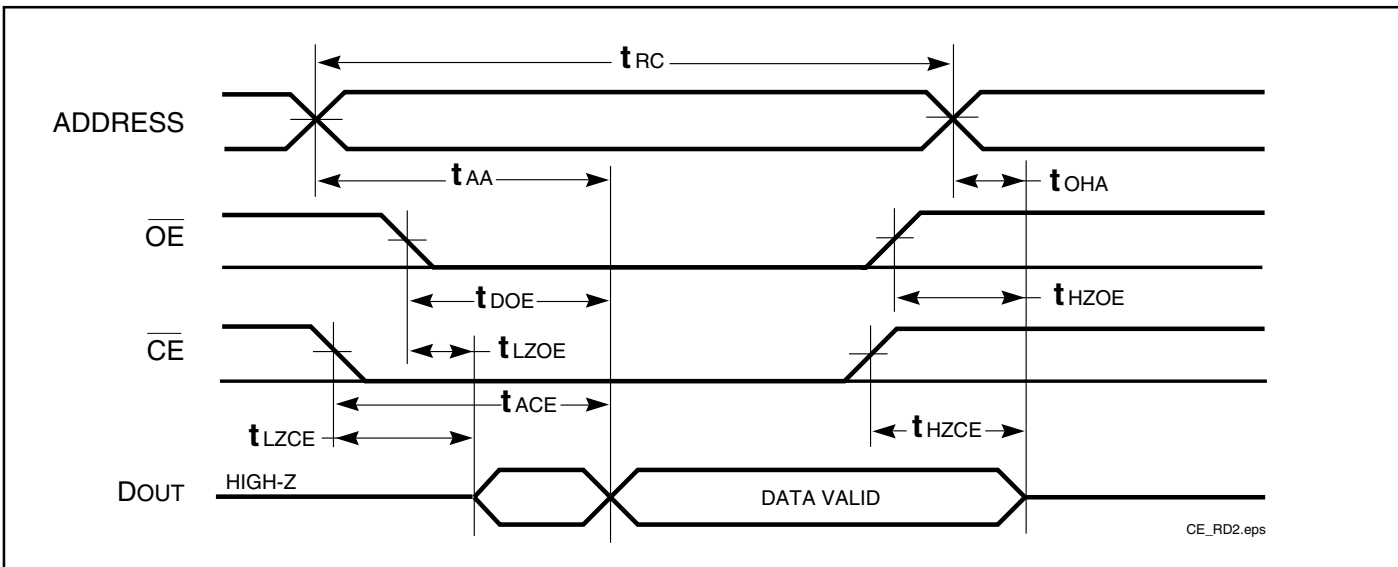 tRC
ADDRESS
tAA
tOHA
OE
tDOE
tHZOE
CE
tLZOE
tACE
tLZCE
tHZCE
DOUT
HIGH-Z
DATA VALID
CE_RD2.eps